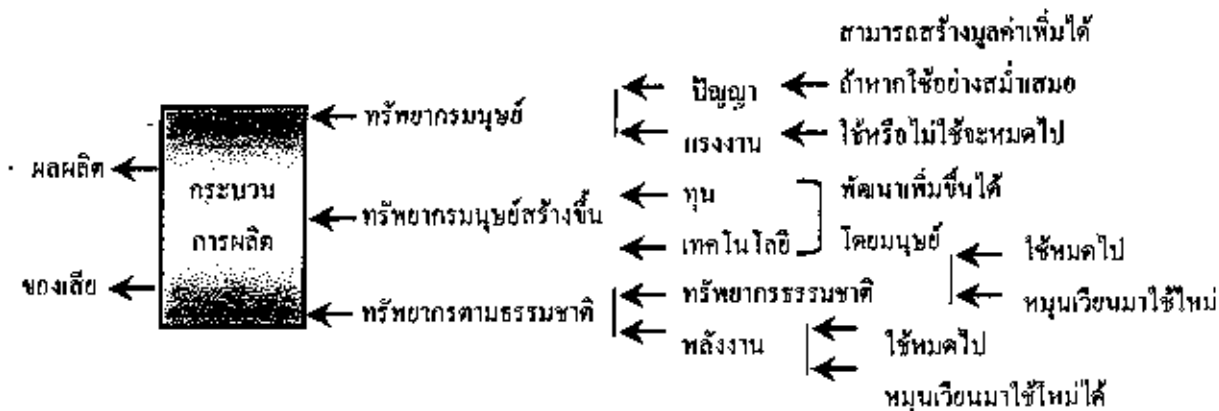 สามารถสร้างมูลค่าเพิ่มได้
ปัญญา
ถ้าหากใช้อย่างสม่ำเสมอ
ทรัพยากรมนุษย์
แรงงาน
ใช้หรือไม่ใช้จะหมดไป
ผลผลิต
กระบวน
การผลิต
ทุน
พัฒนาเพิ่มขึ้นได้
ทรัพยากรมนุษย์สร้างขึ้น
เทคโนโลยี
โดยมนุษย์
ใช้หมดไป
ของเสีย
ทรัพยากรธรรมชาติ
หมุนเวียนมาใช้ใหม่
ทรัพยากรตามธรรมชาติ
พลังงาน
ใช้หมดไป
หมุนเวียนมาใช้ใหม่ได้